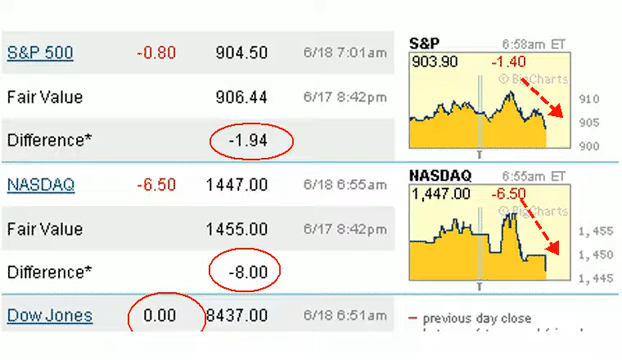 S&P 500 -0.80 904.50 6/18 7:01am
Fair Value 906.44 6/17 8:42pm
Difference* -1.94
NASDAQ -6.50 1447.00 6/18 6:55am
Fair Value 1455.00 6/17 8:42pm
Difference* -8.00
Dow Jones 0.00 8437.00 6/18 6:51am
S&P 6:58am ET
903.90 -1.40
© BigCharts
910
905
900
T
NASDAQ 6:55am ET
1,447.00 -6.50
© BigCharts
1,455
1,450
1,445
T
previous day close